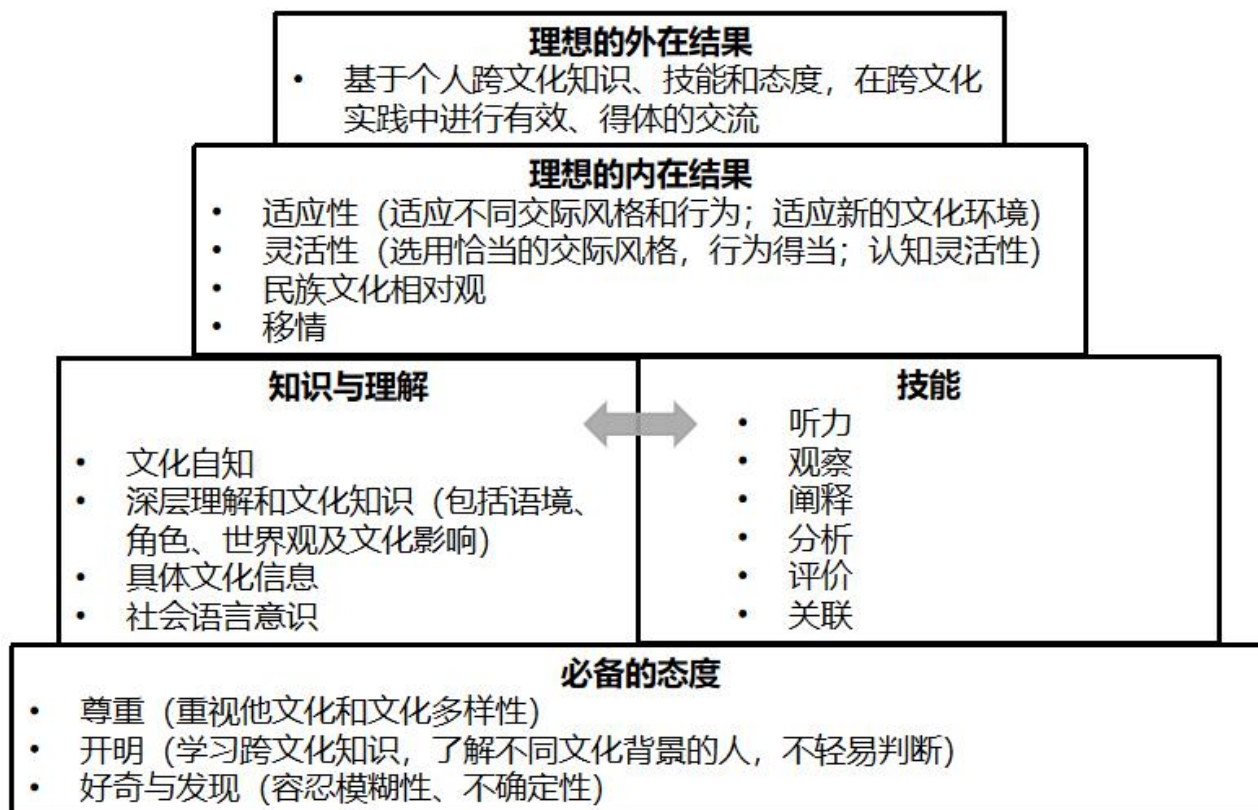 理想的外在结果
• 基于个人跨文化知识、技能和态度，在跨文化
实践中进行有效、得体的交流
理想的内在结果
• 适应性（适应不同交际风格和行为；适应新的文化环境）
• 灵活性（选用恰当的交际风格，行为得当；认知灵活性）
• 民族文化相对观
• 移情
知识与理解
• 文化自知
• 深层理解和文化知识（包括语境、
角色、世界观及文化影响）
• 具体文化信息
• 社会语言意识
技能
• 听力
• 观察
• 阐释
• 分析
• 评价
• 关联
必备的态度
• 尊重（重视他文化和文化多样性）
• 开明（学习跨文化知识，了解不同文化背景的人，不轻易判断）
• 好奇与发现（容忍模糊性、不确定性）